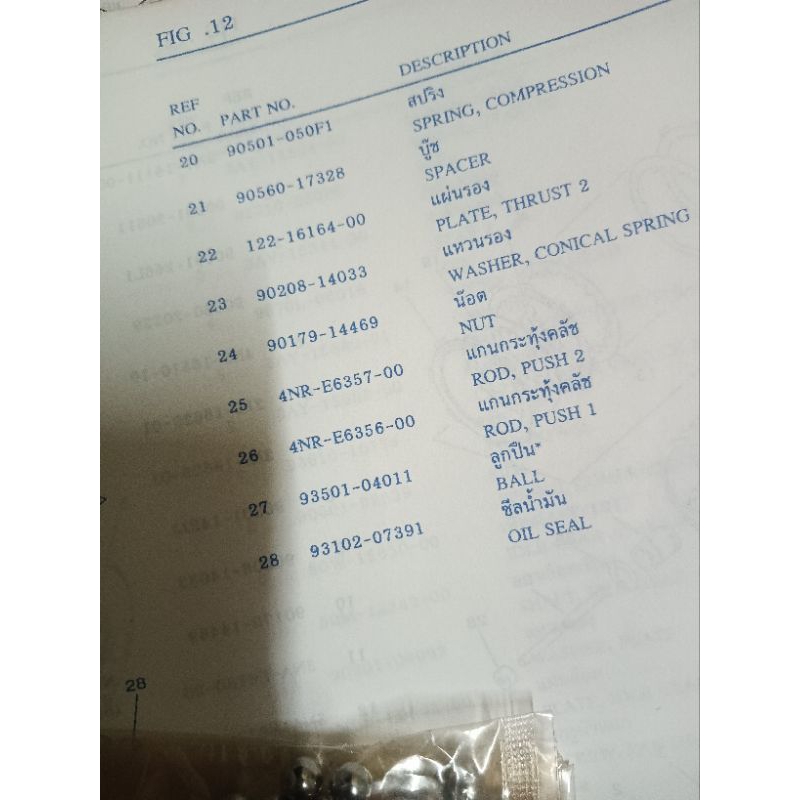 FIG .12
REF
NO. PART NO. DESCRIPTION
สปริง
20 90501-050F1 SPRING, COMPRESSION
บู๊ช
21 90560-17328 SPACER
แผ่นรอง
22 122-16164-00 PLATE, THRUST 2
แหวนรอง
23 90208-14033 WASHER, CONICAL SPRING
น๊อต
24 90179-14469 NUT
แกนกระทุ้งคลัช
25 4NR-E6357-00 ROD, PUSH 2
แกนกระทุ้งคลัช
26 4NR-E6356-00 ROD, PUSH 1
ลูกปืน
27 93501-04011 BALL
ซีลน้ำมัน
28 93102-07391 OIL SEAL
28